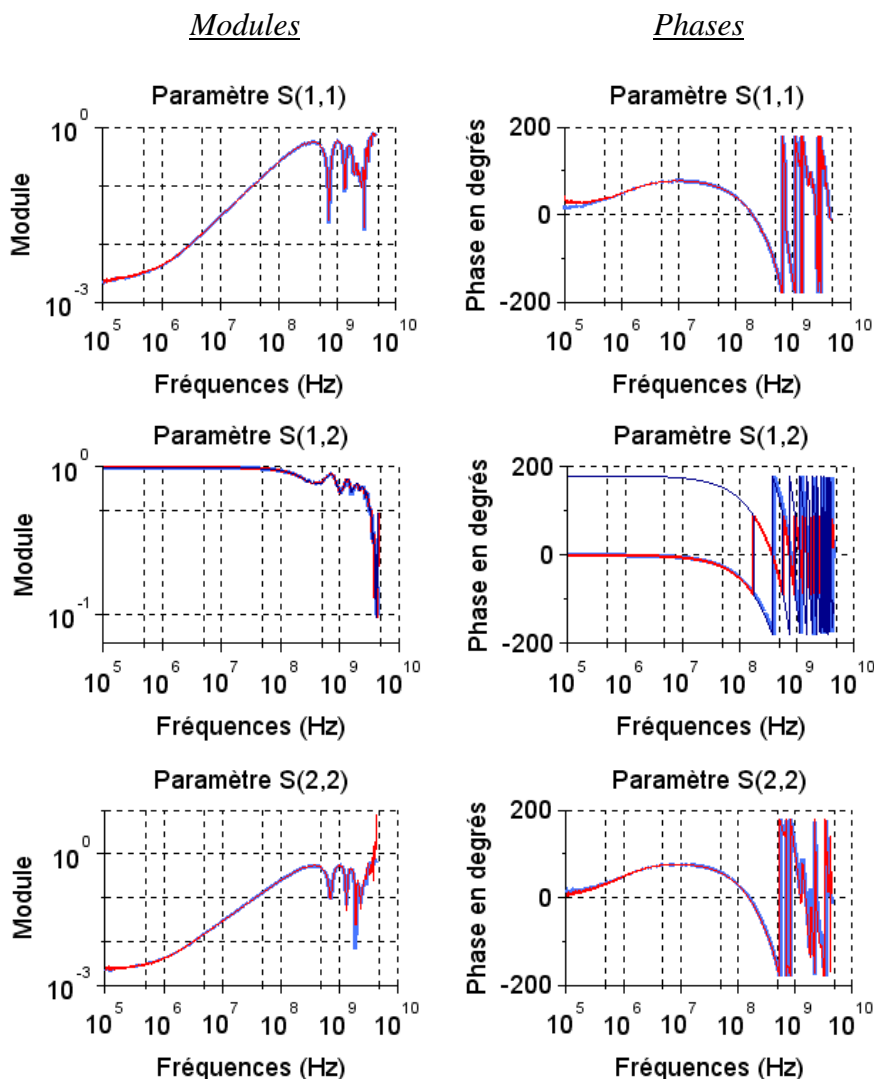 Modules
Phases
Paramètre S(1,1)
Module
10^0
10^-3
10^5 10^6 10^7 10^8 10^9 10^10
Fréquences (Hz)
Paramètre S(1,1)
Phase en degrés
200
0
-200
10^5 10^6 10^7 10^8 10^9 10^10
Fréquences (Hz)
Paramètre S(1,2)
Module
10^0
10^-1
10^5 10^6 10^7 10^8 10^9 10^10
Fréquences (Hz)
Paramètre S(1,2)
Phase en degrés
200
0
-200
10^5 10^6 10^7 10^8 10^9 10^10
Fréquences (Hz)
Paramètre S(2,2)
Module
10^0
10^-3
10^5 10^6 10^7 10^8 10^9 10^10
Fréquences (Hz)
Paramètre S(2,2)
Phase en degrés
200
0
-200
10^5 10^6 10^7 10^8 10^9 10^10
Fréquences (Hz)